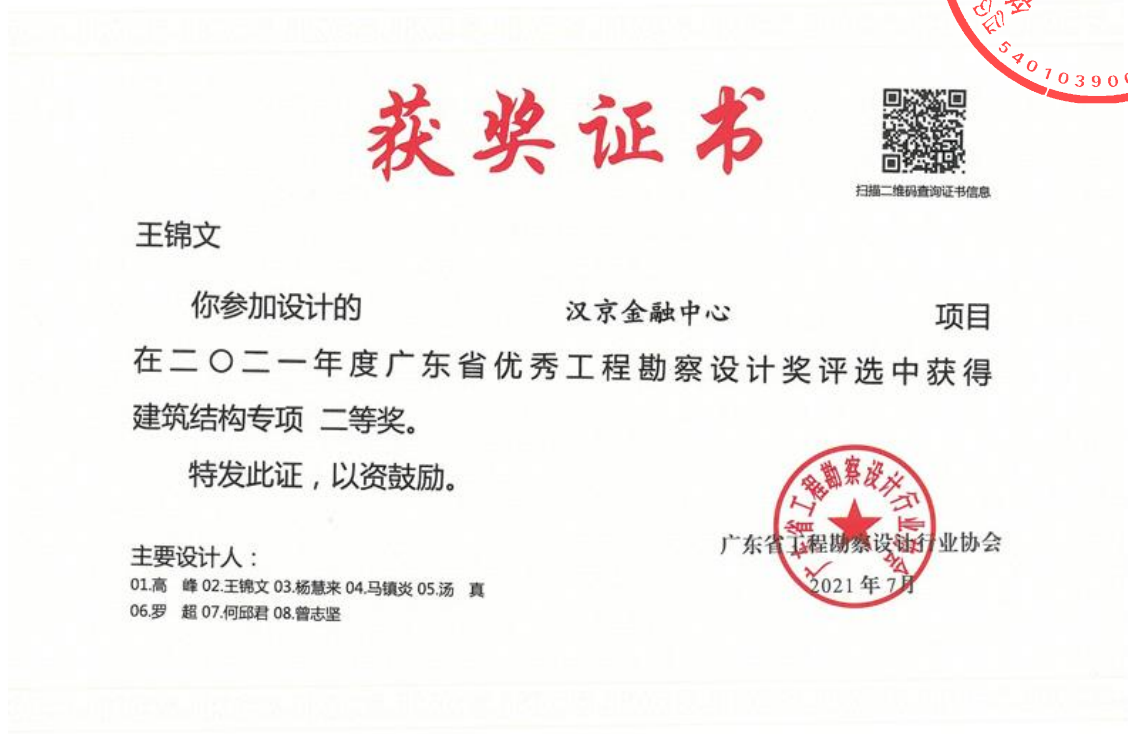 54010390
获奖证书
扫描二维码查询证书信息
王锦文
你参加设计的 汉京金融中心 项目
在二〇二一年度广东省优秀工程勘察设计奖评选中获得
建筑结构专项 二等奖。
特发此证，以资鼓励。
广东省工程勘察设计行业协会
广东省工程勘察设计行业协会
2021年7月
主要设计人：
01.高　峰 02.王锦文 03.杨慧来 04.马镇炎 05.汤　真
06.罗　超 07.何邱君 08.曾志坚